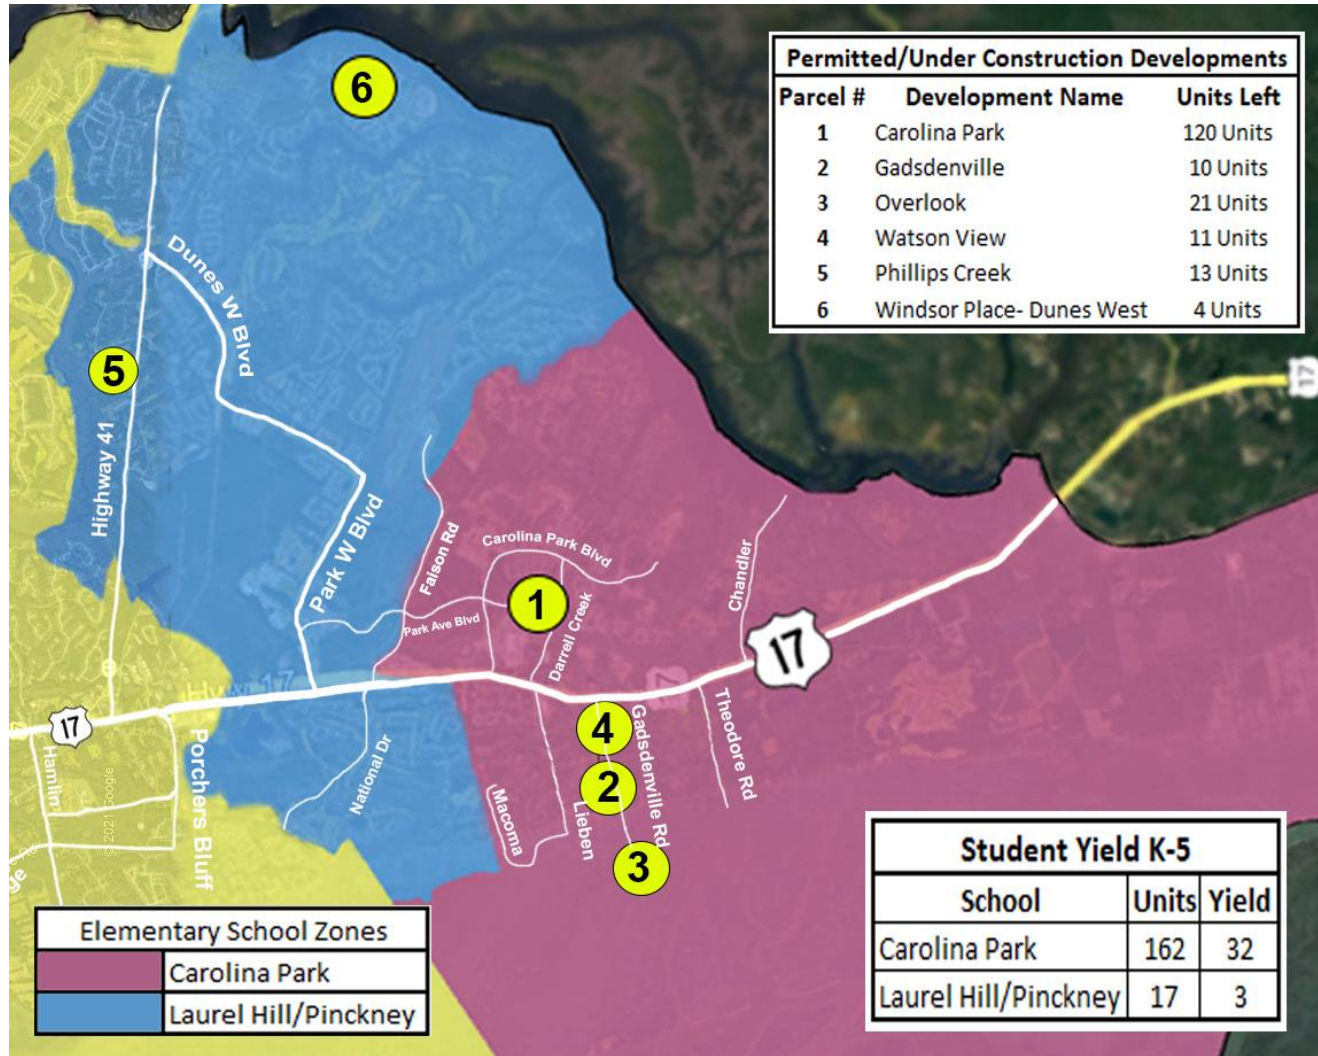 6
Permitted/Under Construction Developments
Parcel # Development Name Units Left
1 Carolina Park 120 Units
2 Gadsdenville 10 Units
3 Overlook 21 Units
4 Watson View 11 Units
5 Phillips Creek 13 Units
6 Windsor Place- Dunes West 4 Units
Dunes W Blvd
5
17
Highway 41
Park W Blvd
Faison Rd
Carolina Park Blvd
1
Park Ave Blvd
Darrell Creek
Chandler
17
Hwy 17
17
17
Hamlin
Porchers Bluff
National Dr
4
Gadsdenville Rd
Theodore Rd
2
Macoma
Lieben
3
© 2021 Google
ge
Student Yield K-5
School Units Yield
Carolina Park 162 32
Laurel Hill/Pinckney 17 3
Elementary School Zones
Carolina Park
Laurel Hill/Pinckney